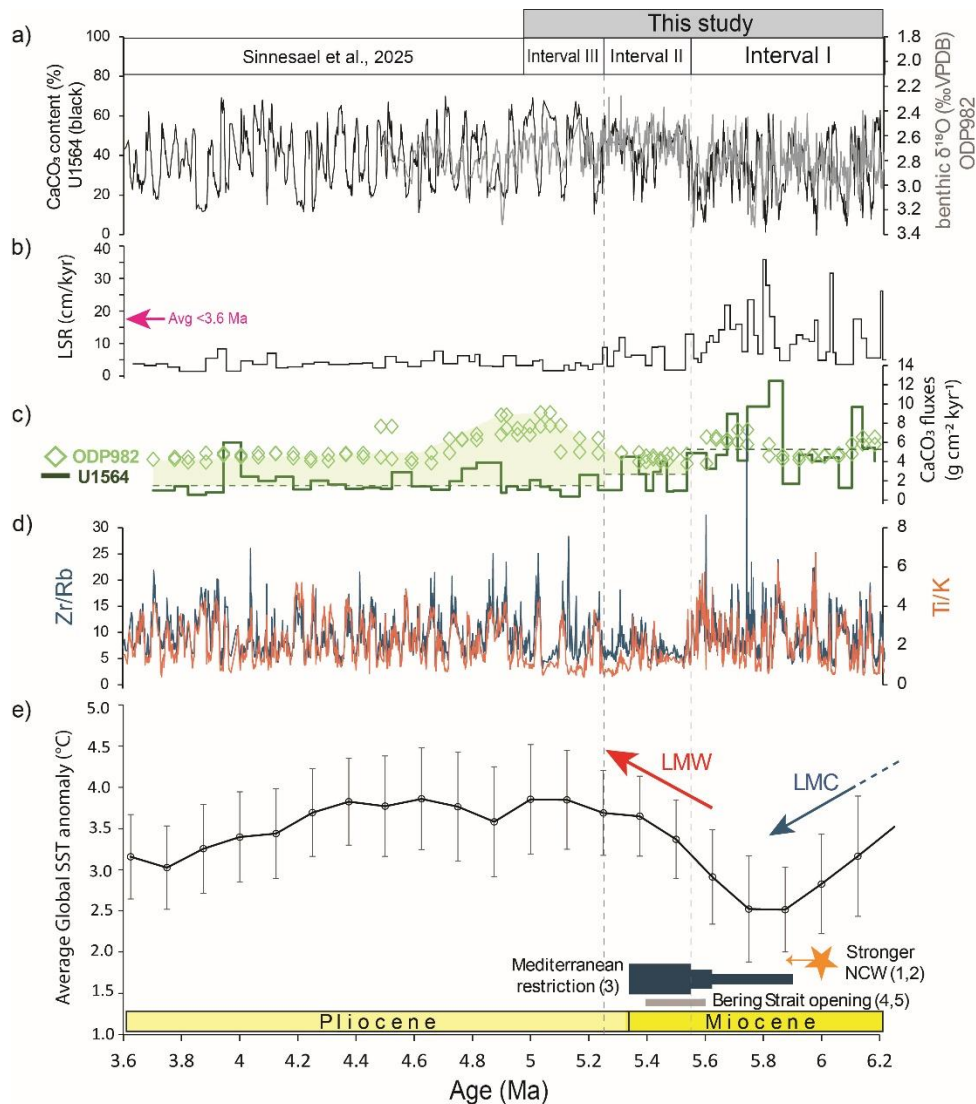 This study
a)
Sinnesael et al., 2025
Interval III
Interval II
Interval I
100
80
60
40
20
0
CaCO₃ content (%)
U1564 (black)
1.8
2.0
2.2
2.4
2.6
2.8
3.0
3.2
3.4
benthic δ¹⁸O (‰VPDB)
ODP982
b)
40
35
30
20
10
5
0
LSR (cm/kyr)
Avg <3.6 Ma
c)
ODP982
U1564
14
12
10
8
6
4
2
0
CaCO₃ fluxes
(g cm⁻² kyr⁻¹)
d)
30
25
20
15
10
5
0
Zr/Rb
8
6
4
2
0
Ti/K
e)
5.0
4.5
4.0
3.5
3.0
2.5
2.0
1.5
1.0
Average Global SST anomaly (°C)
LMW
LMC
Mediterranean
restriction (3)
Stronger
NCW (1,2)
Bering Strait opening (4,5)
Pliocene
Miocene
3.6 3.8 4 4.2 4.4 4.6 4.8 5 5.2 5.4 5.6 5.8 6 6.2
Age (Ma)